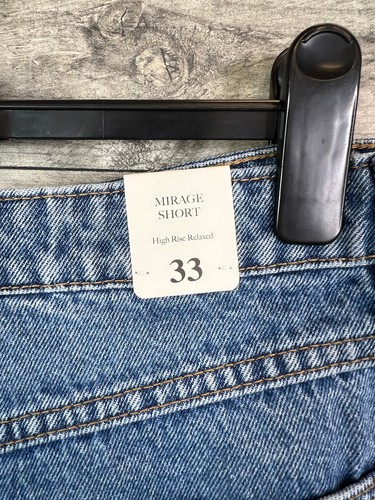 MIRAGE
SHORT
High Rise Relaxed
33